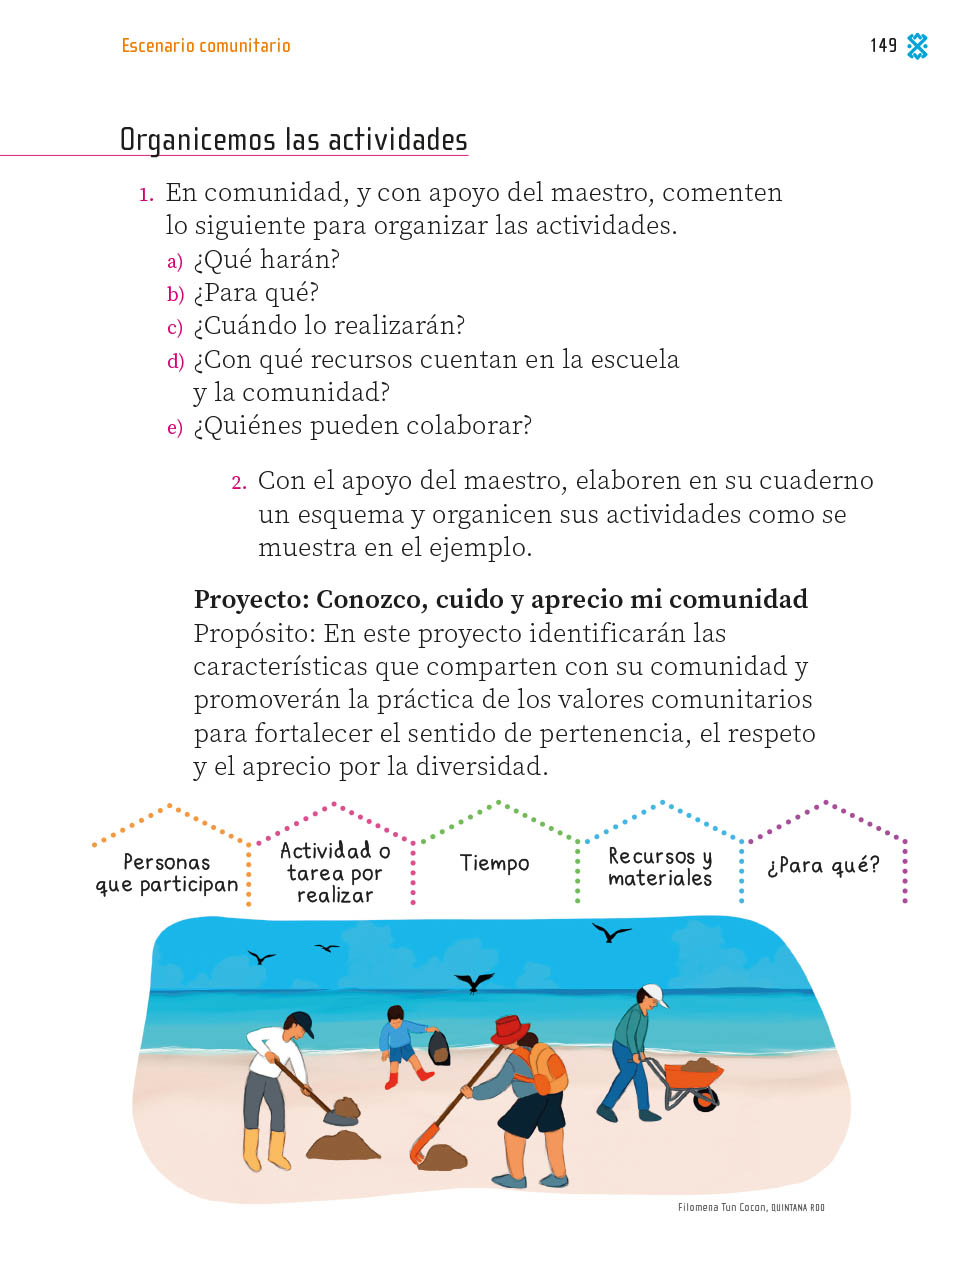 Escenario comunitario
149
Organicemos las actividades
1. En comunidad, y con apoyo del maestro, comenten
lo siguiente para organizar las actividades.
a) ¿Qué harán?
b) ¿Para qué?
c) ¿Cuándo lo realizarán?
d) ¿Con qué recursos cuentan en la escuela
y la comunidad?
e) ¿Quiénes pueden colaborar?
2. Con el apoyo del maestro, elaboren en su cuaderno
un esquema y organicen sus actividades como se
muestra en el ejemplo.
Proyecto: Conozco, cuido y aprecio mi comunidad
Propósito: En este proyecto identificarán las
características que comparten con su comunidad y
promoverán la práctica de los valores comunitarios
para fortalecer el sentido de pertenencia, el respeto
y el aprecio por la diversidad.
Personas
que participan
Actividad o
tarea por
realizar
Tiempo
Recursos y
materiales
¿Para qué?
Filomena Tun Cocon, QUINTANA ROO